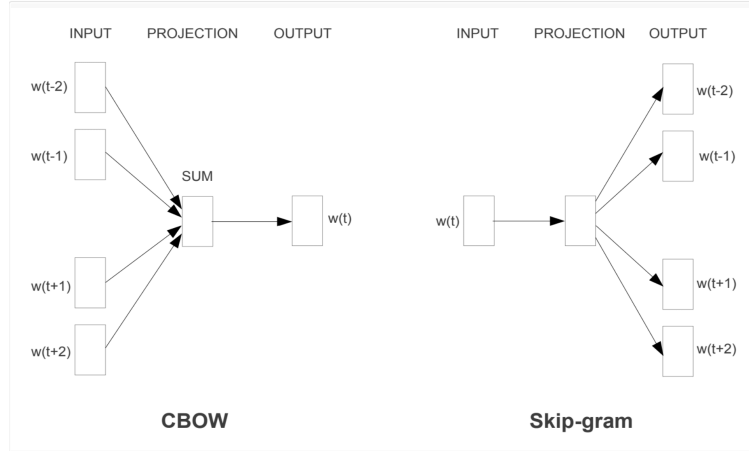 INPUT PROJECTION OUTPUT
w(t-2)
w(t-1)
SUM
w(t)
w(t+1)
w(t+2)
CBOW
INPUT PROJECTION OUTPUT
w(t-2)
w(t-1)
w(t)
w(t+1)
w(t+2)
Skip-gram